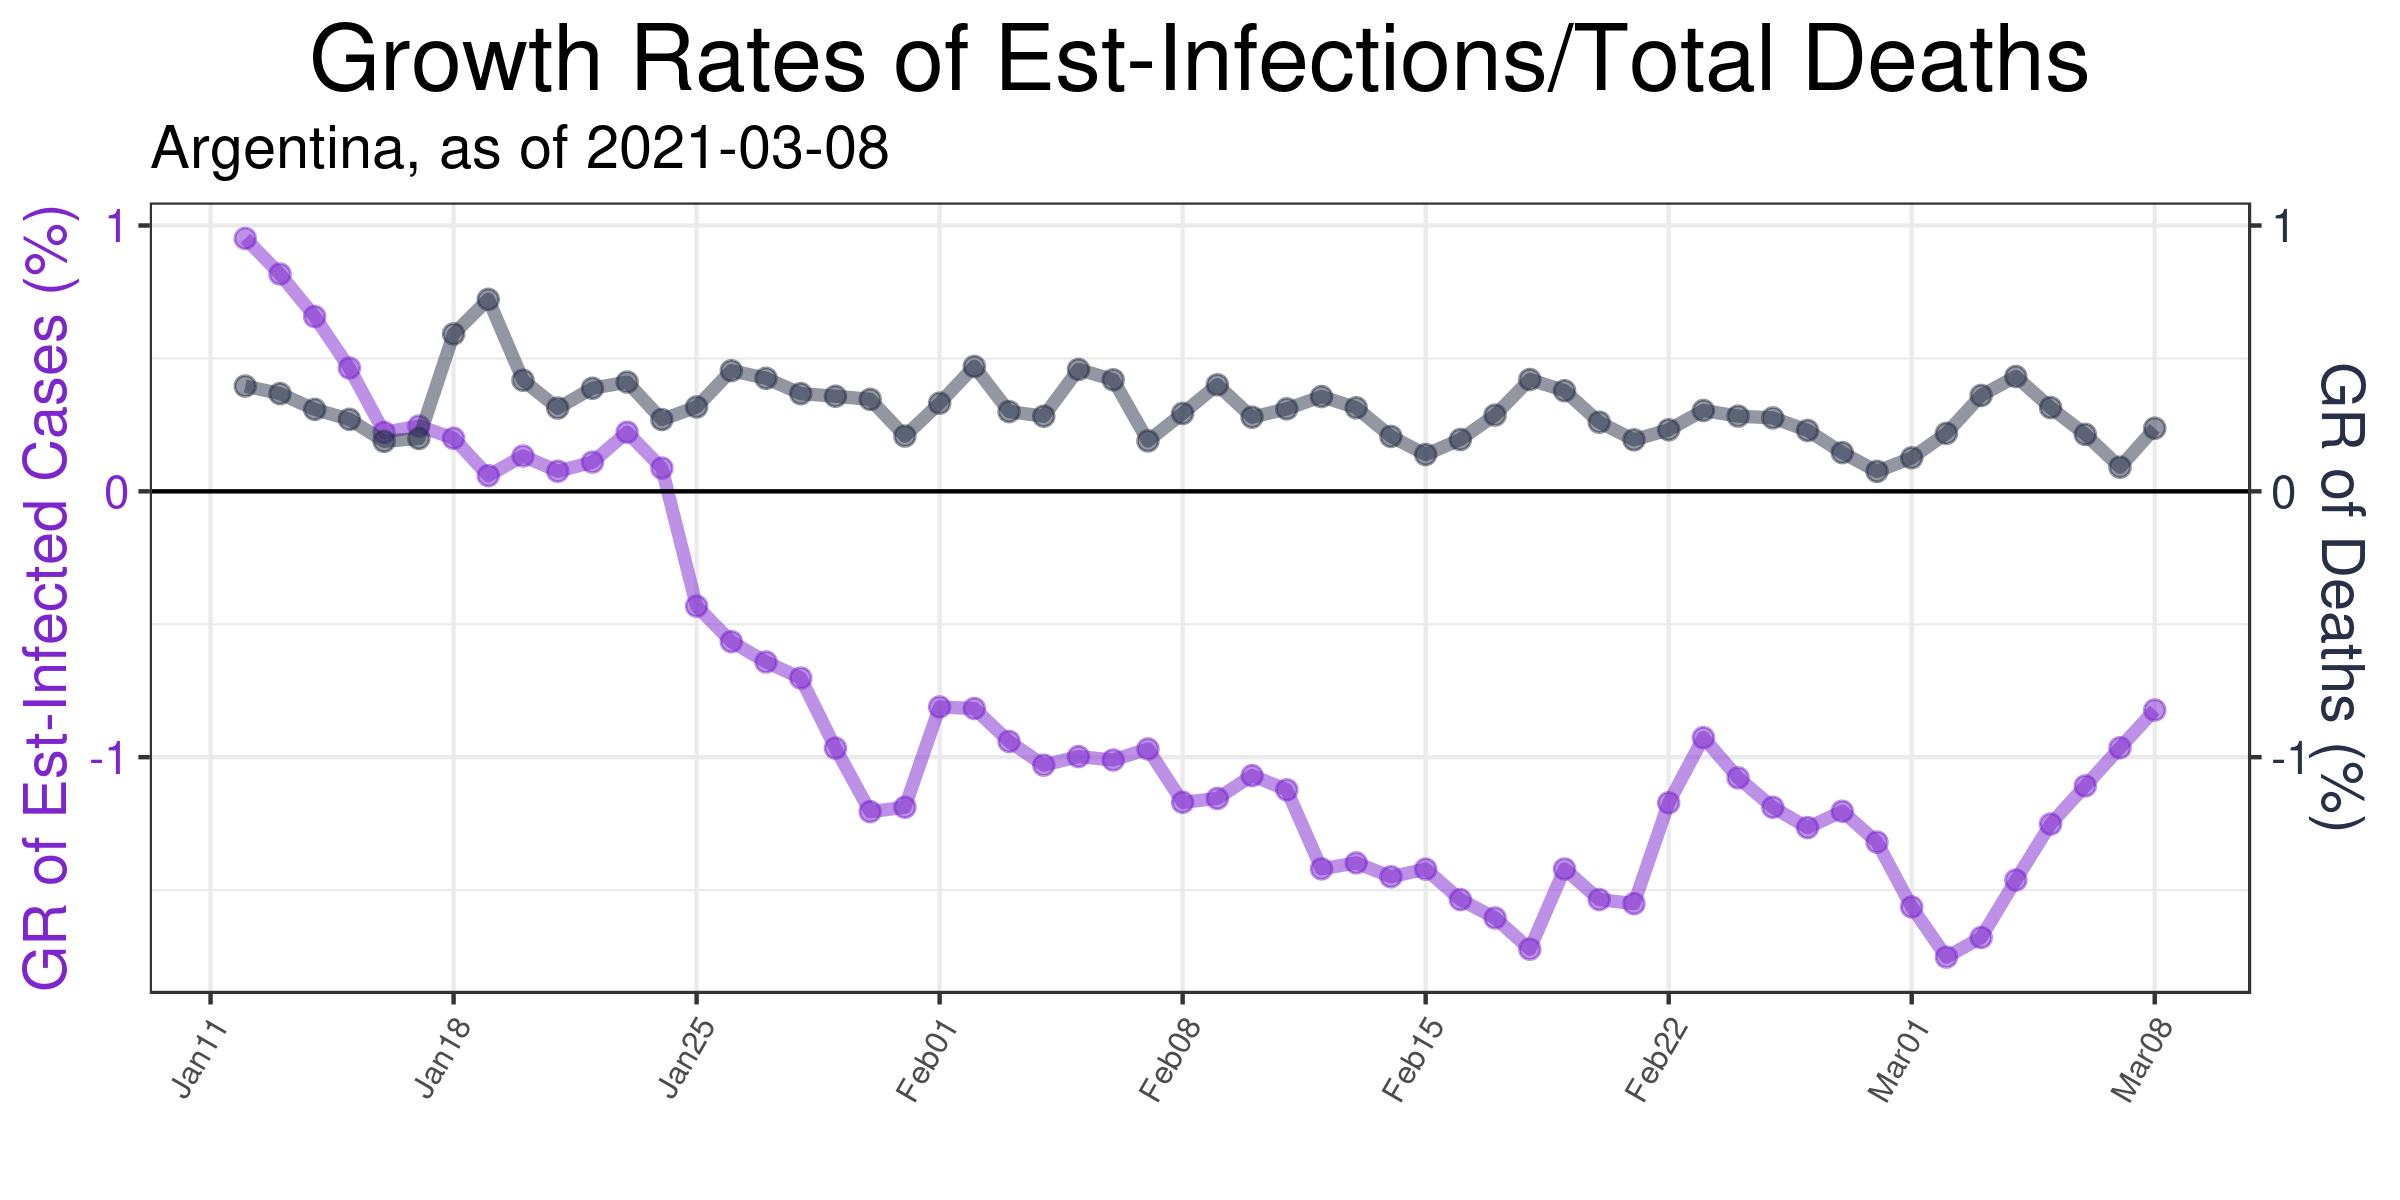 Growth Rates of Est-Infections/Total Deaths
Argentina, as of 2021-03-08
GR of Est-Infected Cases (%)
1
0
-1
1
0
-1
GR of Deaths (%)
Jan11
Jan18
Jan25
Feb01
Feb08
Feb15
Feb22
Mar01
Mar08